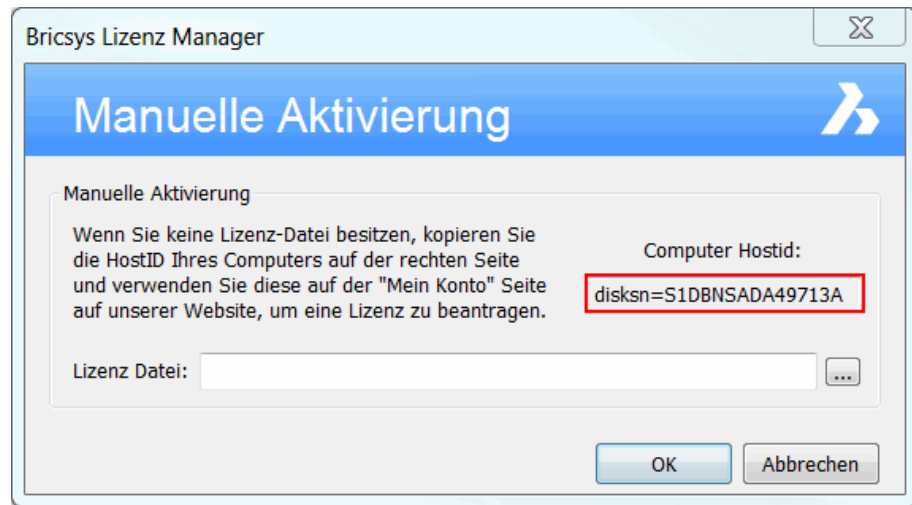 Bricsys Lizenz Manager
Manuelle Aktivierung
Manuelle Aktivierung
Wenn Sie keine Lizenz-Datei besitzen, kopieren Sie
die HostID Ihres Computers auf der rechten Seite
und verwenden Sie diese auf der "Mein Konto" Seite
auf unserer Website, um eine Lizenz zu beantragen.
Computer Hostid:
disksn=S1DBNSADA49713A
Lizenz Datei:
...
OK
Abbrechen